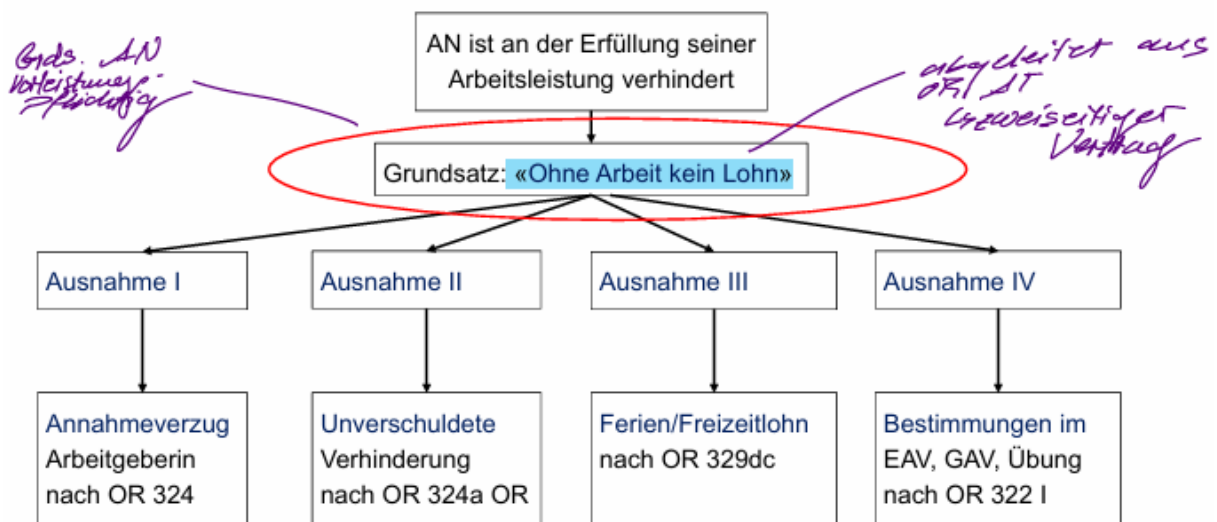 AN ist an der Erfüllung seiner
Arbeitsleistung verhindert
Grds. AN
Vorleistungs-
pflichtig
abgeleitet aus
OR AT
zweiseitiger
Vertrag
Grundsatz: «Ohne Arbeit kein Lohn»
Ausnahme I
Ausnahme II
Ausnahme III
Ausnahme IV
Annahmeverzug
Arbeitgeberin
nach OR 324
Unverschuldete
Verhinderung
nach OR 324a OR
Ferien/Freizeitlohn
nach OR 329dc
Bestimmungen im
EAV, GAV, Übung
nach OR 322 I